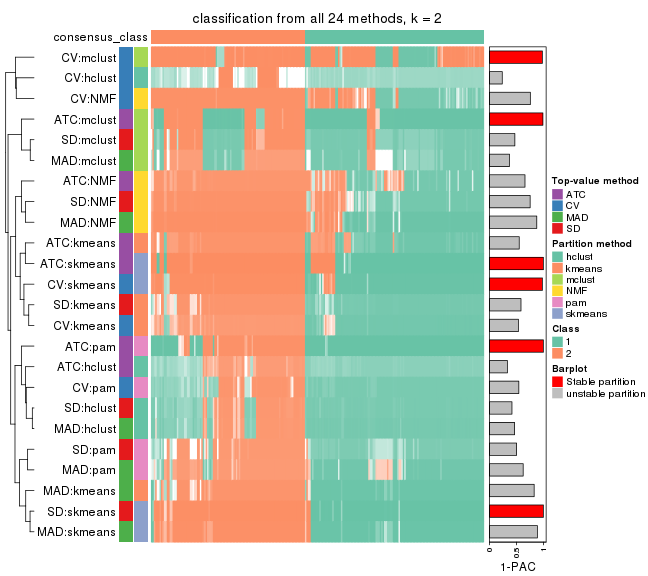 classification from all 24 methods, k = 2
consensus_class
CV:mclust
CV:hclust
CV:NMF
ATC:mclust
SD:mclust
MAD:mclust
ATC:NMF
SD:NMF
MAD:NMF
ATC:kmeans
ATC:skmeans
CV:skmeans
SD:kmeans
CV:kmeans
ATC:pam
ATC:hclust
CV:pam
SD:hclust
MAD:hclust
SD:pam
MAD:pam
MAD:kmeans
SD:skmeans
MAD:skmeans
0
0.5
1
1-PAC
Top-value method
ATC
CV
MAD
SD
Partition method
hclust
kmeans
mclust
NMF
pam
skmeans
Class
1
2
Barplot
Stable partition
unstable partition